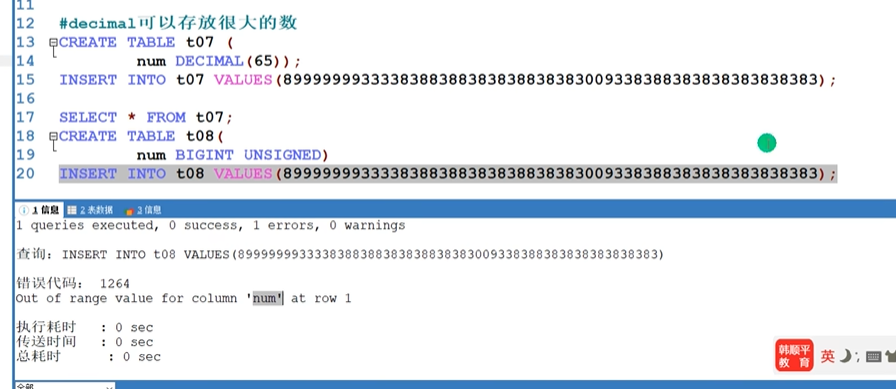 11
12 #decimal可以存放很大的数
13 CREATE TABLE t07 (
14 num DECIMAL(65));
15 INSERT INTO t07 VALUES(8999999933338388388383838838383009338388383838383838383);
16
17 SELECT * FROM t07;
18 CREATE TABLE t08(
19 num BIGINT UNSIGNED)
20 INSERT INTO t08 VALUES(8999999933338388388383838838383009338388383838383838383);
1 信息 2 表数据 3 信息
1 queries executed, 0 success, 1 errors, 0 warnings
查询: INSERT INTO t08 VALUES(8999999933338388388383838838383009338388383838383838383)
错误代码: 1264
Out of range value for column 'num' at row 1
执行耗时 : 0 sec
传送时间 : 0 sec
总耗时 : 0 sec
韩顺平
教育
英
全部